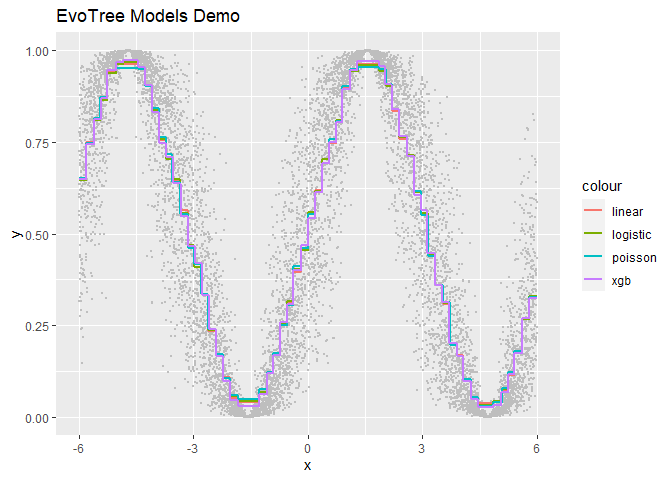 EvoTree Models Demo
1.00
0.75
0.50
0.25
0.00
y
-6
-3
0
3
6
x
colour
linear
logistic
poisson
xgb